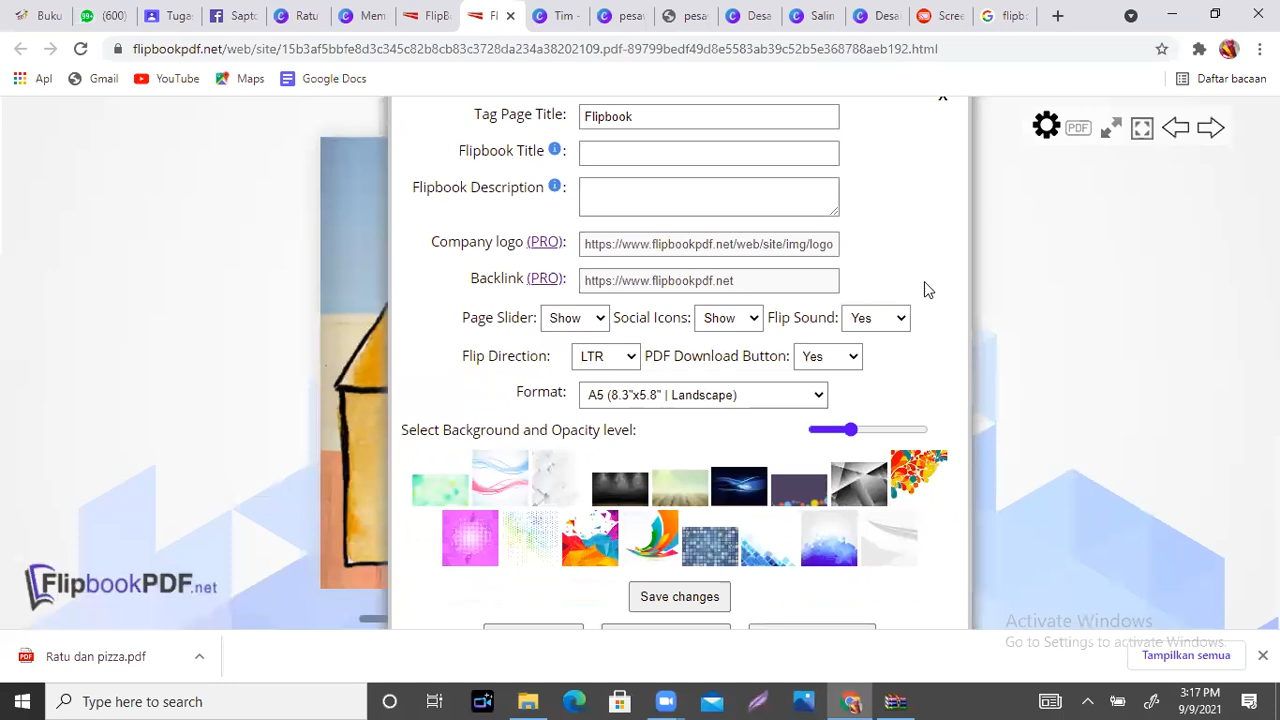 Buku
(600)
Tuga
Sapto
Ratu
Mem
FlipB
Fl
Tim -
pesa
pesa
Desa
Salin
Desa
Scree
flipb
flipbookpdf.net/web/site/15b3af5bbfe8d3c345c82b8cb83c3728da234a38202109.pdf-89799bedf49d8e5583ab39c52b5e368788aeb192.html
Apl
Gmail
YouTube
Maps
Google Docs
Daftar bacaan
x
Tag Page Title: Flipbook
PDF
Flipbook Title i :
Flipbook Description i :
Company logo (PRO): https://www.flipbookpdf.net/web/site/img/logo
Backlink (PRO): https://www.flipbookpdf.net
Page Slider: Show Social Icons: Show Flip Sound: Yes
Flip Direction: LTR PDF Download Button: Yes
Format: A5 (8.3"x5.8" | Landscape)
Select Background and Opacity level:
FlipbookPDF.net
Save changes
Activate Windows
Go to Settings to activate Windows.
Ratu dan pizza.pdf
Tampilkan semua
Type here to search
3:17 PM
9/9/2021